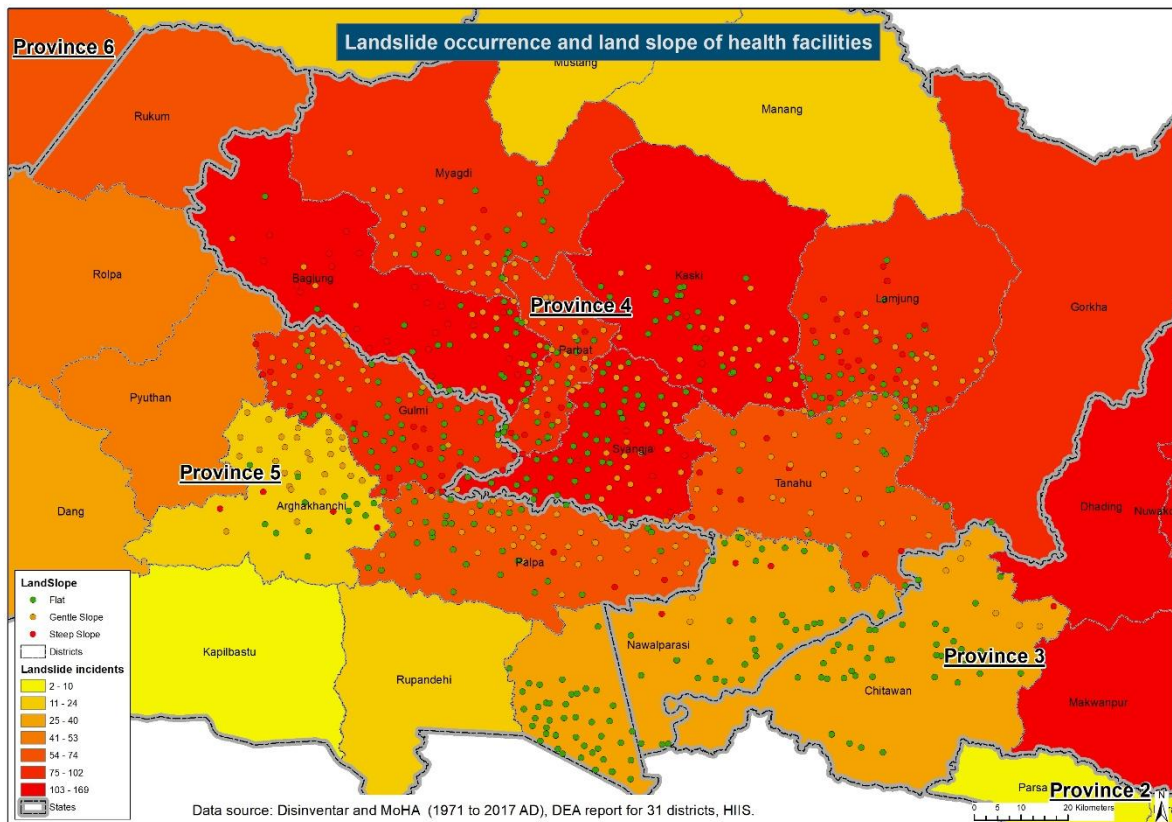 Landslide occurrence and land slope of health facilities
Province 6
Mustang
Manang
Rukum
Myagdi
Rolpa
Baglung
Kaski
Province 4
Lamjung
Gorkha
Parbat
Pyuthan
Gulmi
Syangja
Province 5
Tanahu
Dang
Arghakhanchi
Dhading
Palpa
Nawalparasi
Province 3
Kapilbastu
Rupandehi
Chitawan
Makwanpur
Parsa
Province 2
LandSlope
Flat
Gentle Slope
Steep Slope
Districts
Landslide incidents
2 - 10
11 - 24
25 - 40
41 - 53
54 - 74
75 - 102
103 - 169
States
Data source: Disinventar and MoHA (1971 to 2017 AD), DEA report for 31 districts, HIIS.
0 5 10 20 Kilometers
N